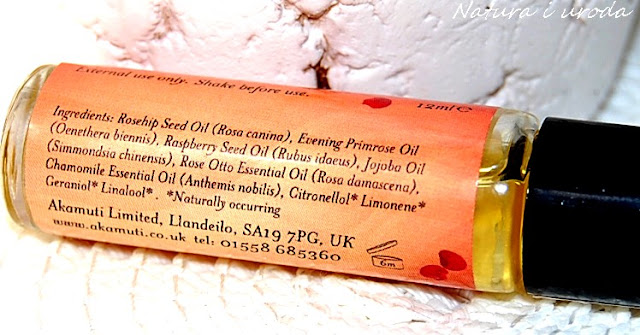 Natura i uroda
External use only. Shake before use.
12ml℮
Ingredients: Rosehip Seed Oil (Rosa canina), Evening Primrose Oil
(Oenethera biennis), Raspberry Seed Oil (Rubus idaeus), Jojoba Oil
(Simmondsia chinensis), Rose Otto Essential Oil (Rosa damascena),
Chamomile Essential Oil (Anthemis nobilis), Citronellol* Limonene*
Geraniol* Linalool* . *Naturally occurring
Akamuti Limited, Llandeilo, SA19 7PG, UK
www.akamuti.co.uk tel: 01558 685360
6m